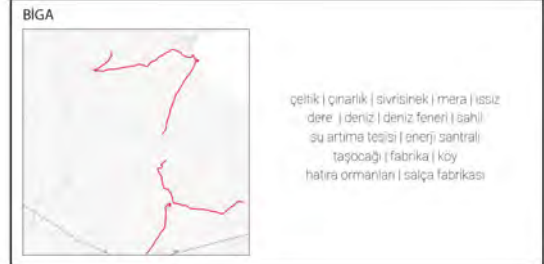 BİGA
çeltik | çınarlık | sivrisinek | mera | ıssız
dere | deniz | deniz feneri | sahil
su arıtma tesisi | enerji santrali
taşocağı | fabrika | köy
hatıra ormanları | salça fabrikası